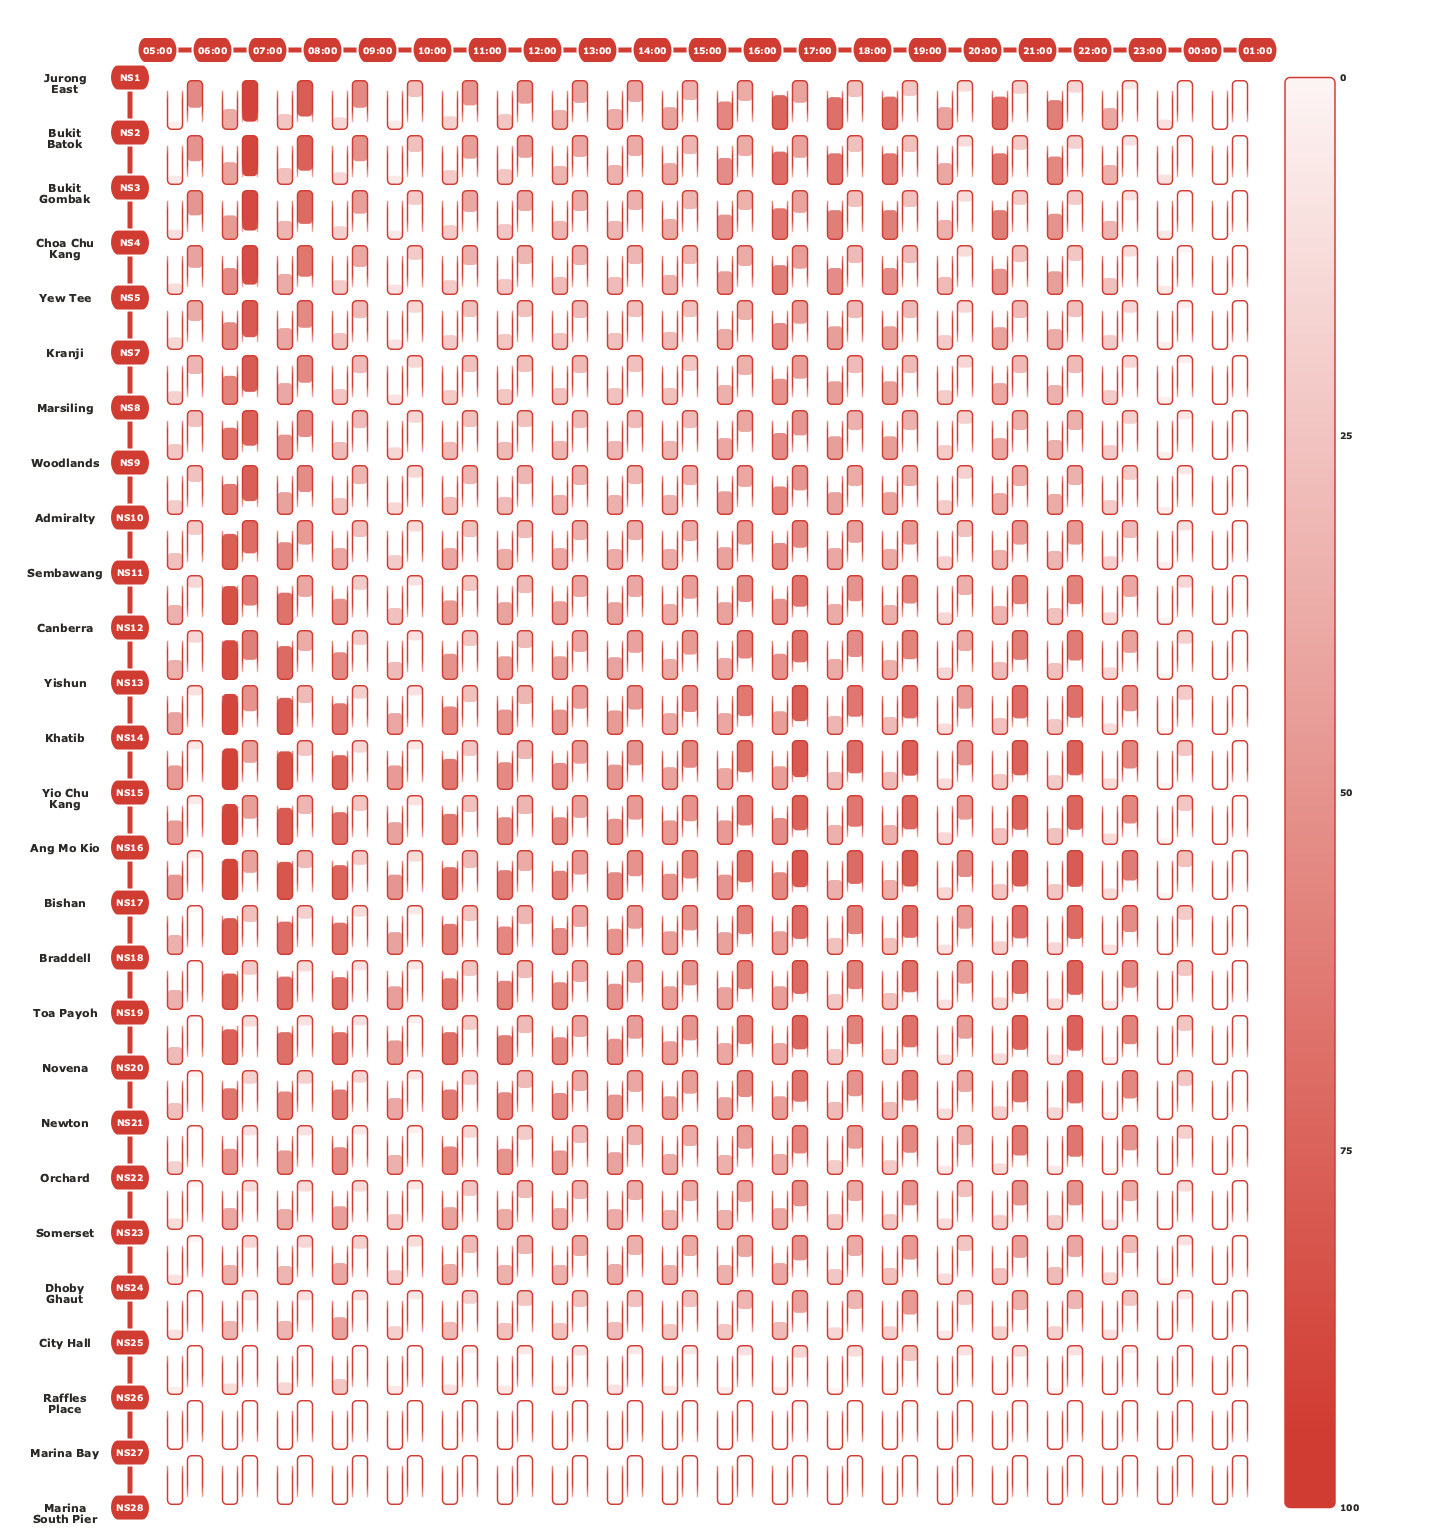 05:00 06:00 07:00 08:00 09:00 10:00 11:00 12:00 13:00 14:00 15:00 16:00 17:00 18:00 19:00 20:00 21:00 22:00 23:00 00:00 01:00
Jurong
East
NS1
0
Bukit
Batok
NS2
Bukit
Gombak
NS3
Choa Chu
Kang
NS4
Yew Tee NS5
Kranji NS7
Marsiling NS8
25
Woodlands NS9
Admiralty NS10
Sembawang NS11
Canberra NS12
Yishun NS13
Khatib NS14
Yio Chu
Kang
NS15
50
Ang Mo Kio NS16
Bishan NS17
Braddell NS18
Toa Payoh NS19
Novena NS20
Newton NS21
75
Orchard NS22
Somerset NS23
Dhoby
Ghaut
NS24
City Hall NS25
Raffles
Place
NS26
Marina Bay NS27
Marina
South Pier
NS28
100